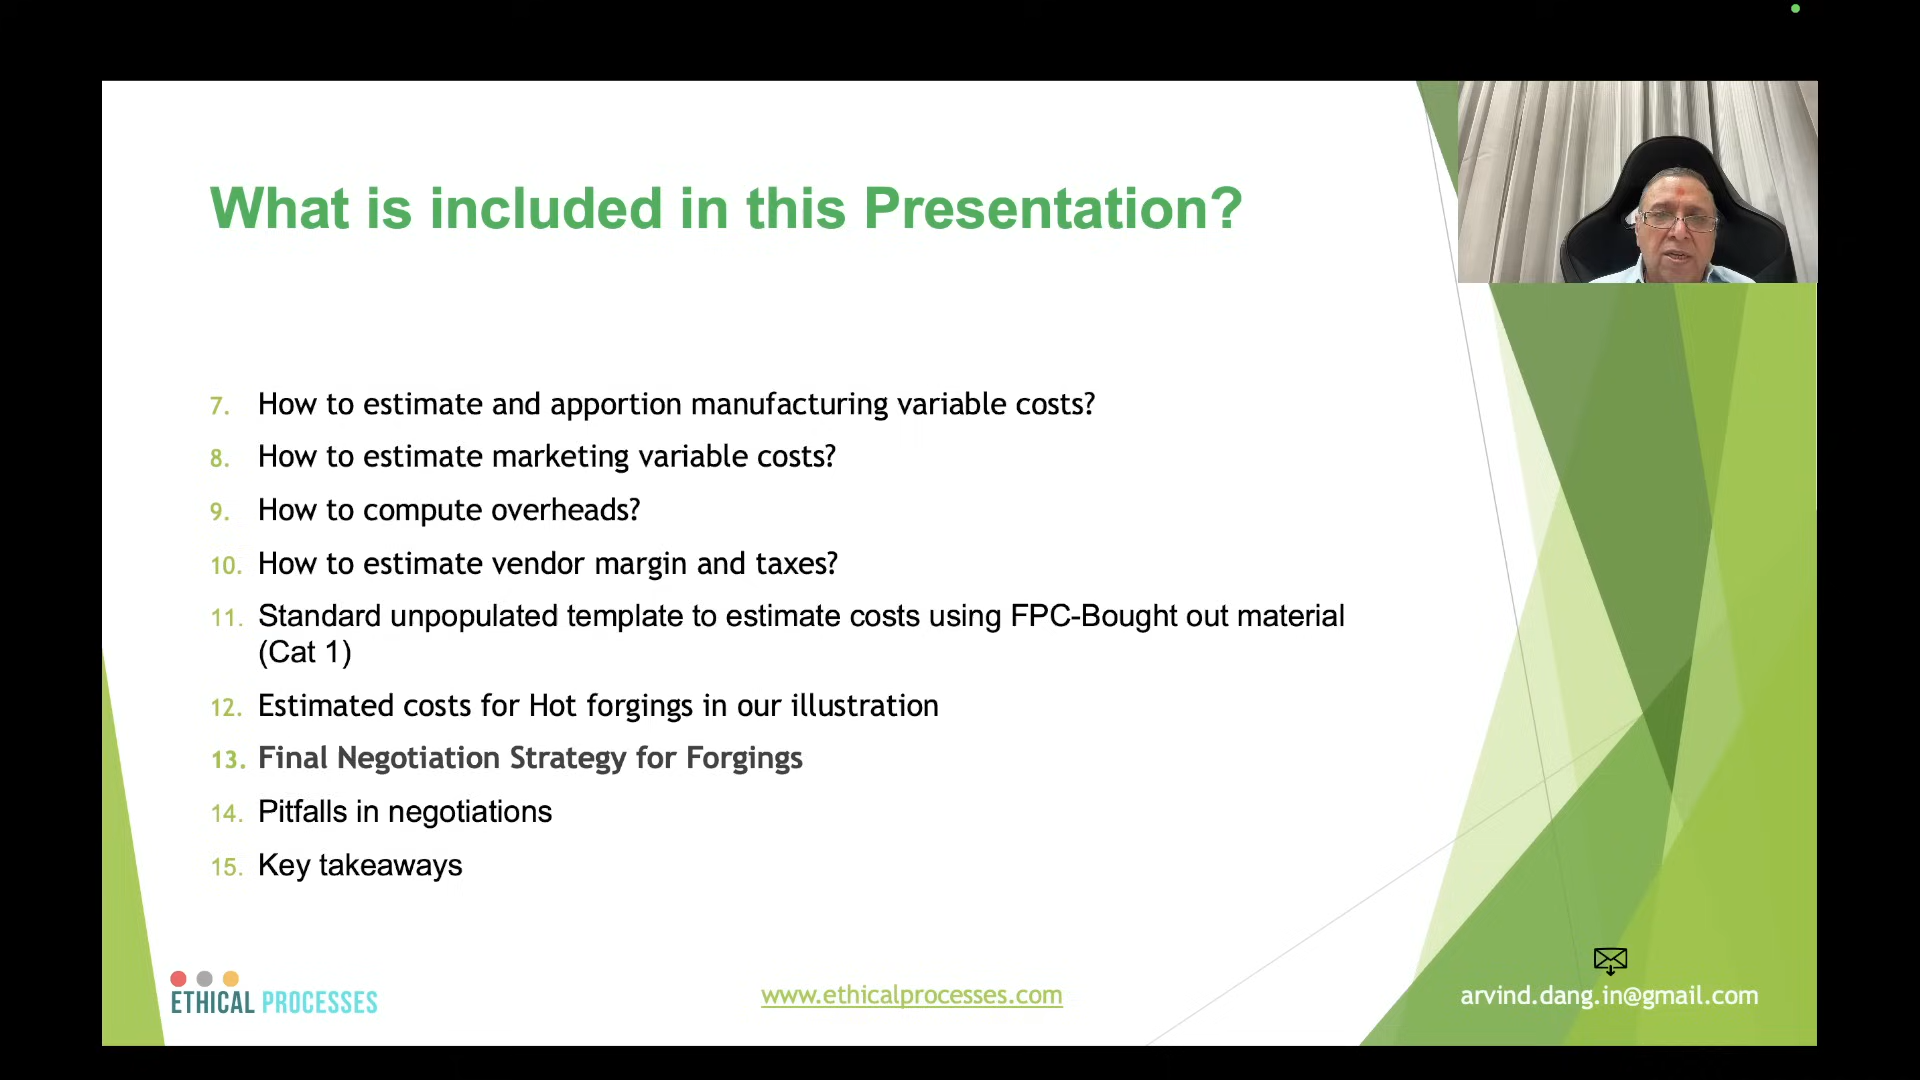 What is included in this Presentation?
7. How to estimate and apportion manufacturing variable costs?
8. How to estimate marketing variable costs?
9. How to compute overheads?
10. How to estimate vendor margin and taxes?
11. Standard unpopulated template to estimate costs using FPC-Bought out material
(Cat 1)
12. Estimated costs for Hot forgings in our illustration
13. Final Negotiation Strategy for Forgings
14. Pitfalls in negotiations
15. Key takeaways
ETHICAL PROCESSES
www.ethicalprocesses.com
arvind.dang.in@gmail.com